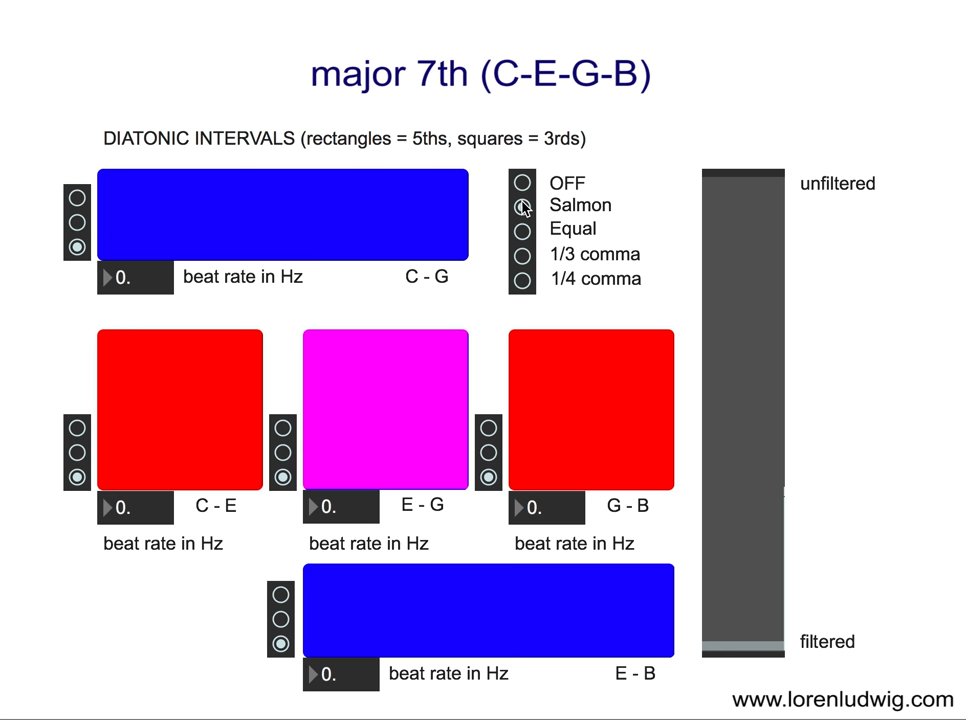 major 7th (C-E-G-B)
DIATONIC INTERVALS (rectangles = 5ths, squares = 3rds)
OFF
Salmon
Equal
1/3 comma
1/4 comma
unfiltered
0. beat rate in Hz C - G
0. C - E
beat rate in Hz
0. E - G
beat rate in Hz
0. G - B
beat rate in Hz
filtered
0. beat rate in Hz E - B
www.lorenludwig.com